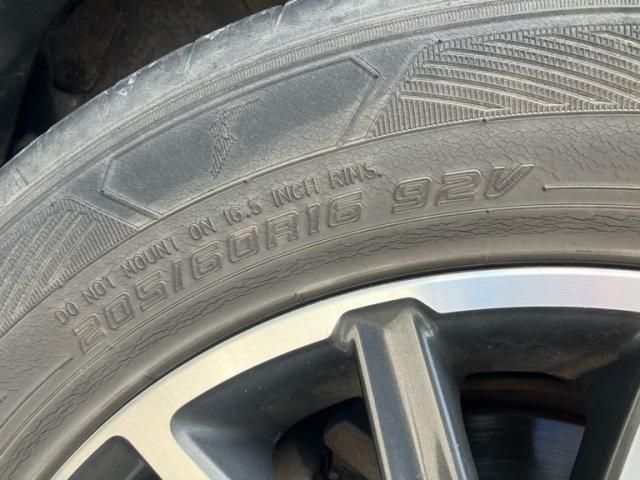 DO NOT MOUNT ON 16.5 INCH RIMS.
205/60R16 92V